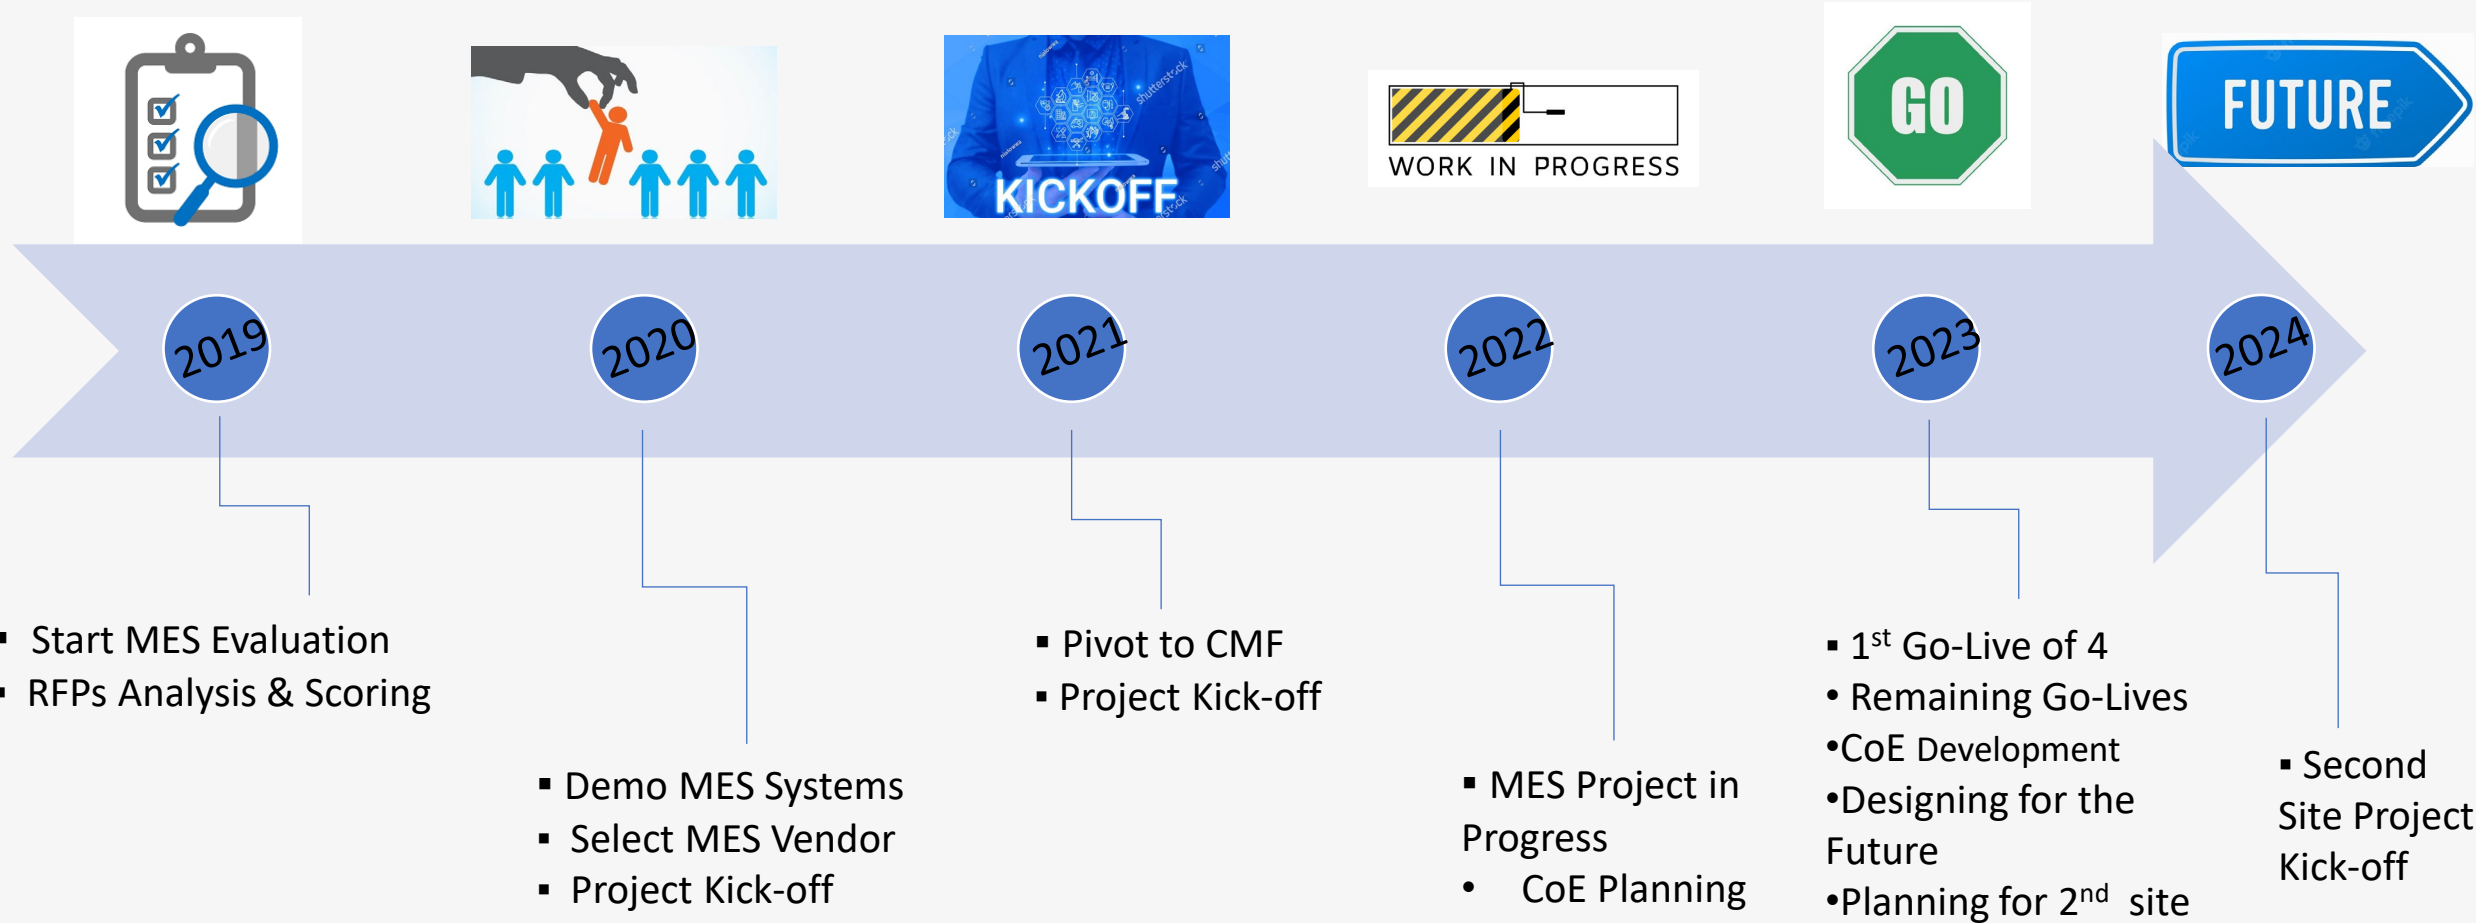 KICKOFF
WORK IN PROGRESS
GO
FUTURE
2019
2020
2021
2022
2023
2024
▪ Start MES Evaluation
▪ RFPs Analysis & Scoring
▪ Demo MES Systems
▪ Select MES Vendor
▪ Project Kick-off
▪ Pivot to CMF
▪ Project Kick-off
▪ MES Project in
Progress
• CoE Planning
▪ 1st Go-Live of 4
• Remaining Go-Lives
•CoE Development
•Designing for the
Future
•Planning for 2nd site
▪ Second
Site Project
Kick-off